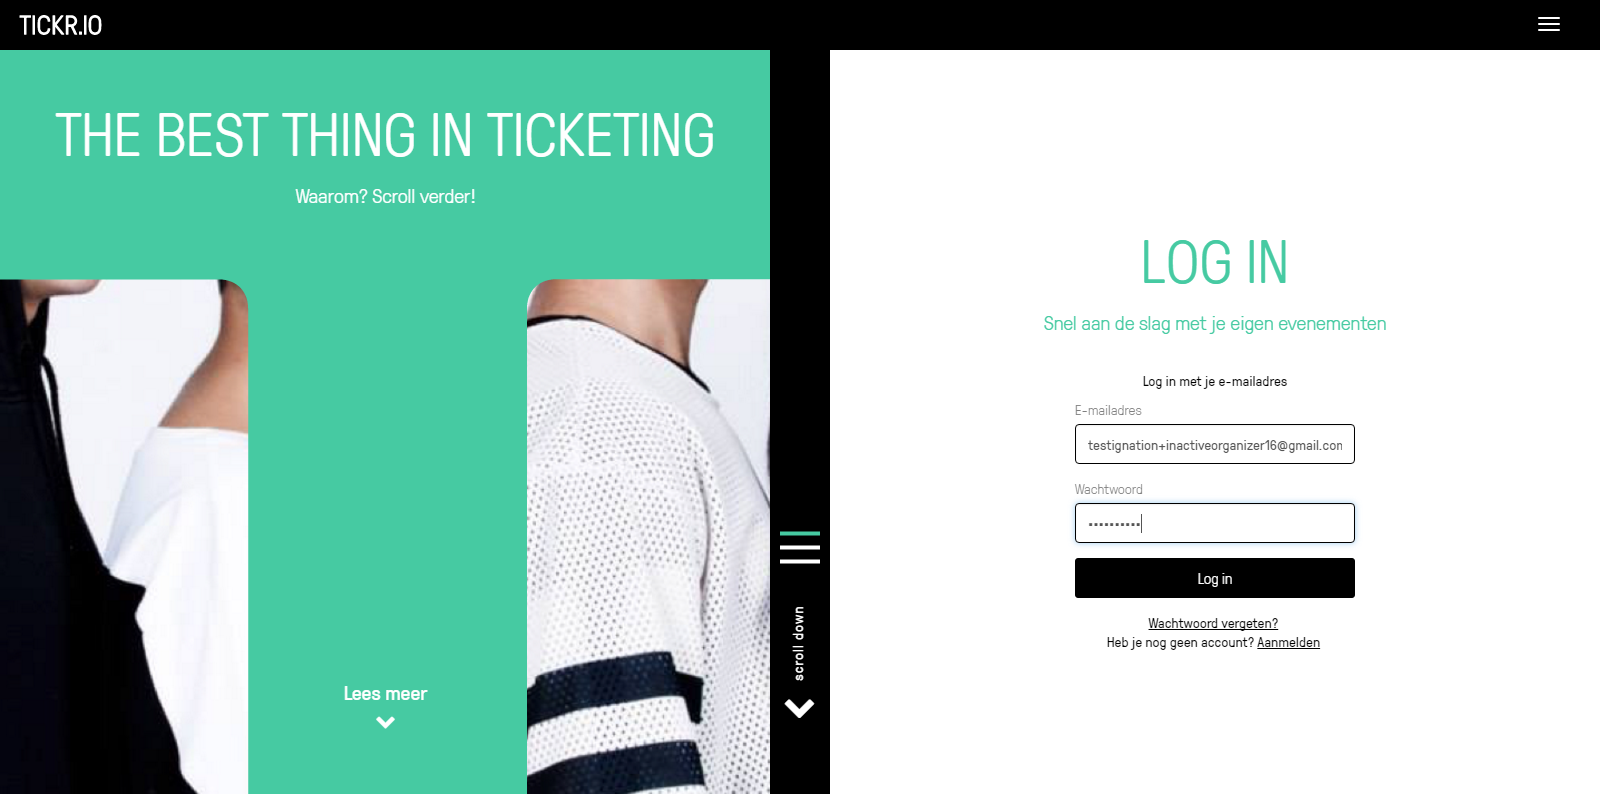 TICKR.IO
THE BEST THING IN TICKETING
Waarom? Scroll verder!
Lees meer
scroll down
LOG IN
Snel aan de slag met je eigen evenementen
Log in met je e-mailadres
E-mailadres
testignation+inactiveorganizer16@gmail.com
Wachtwoord
••••••••••
Log in
Wachtwoord vergeten?
Heb je nog geen account? Aanmelden